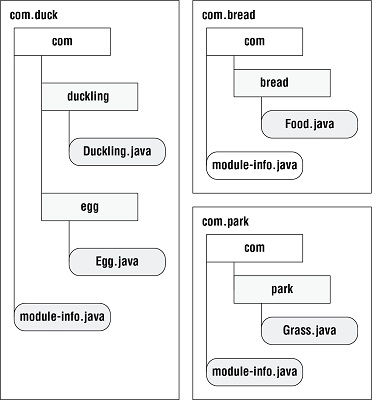 com.duck
com
duckling
Duckling.java
egg
Egg.java
module-info.java
com.bread
com
bread
Food.java
module-info.java
com.park
com
park
Grass.java
module-info.java